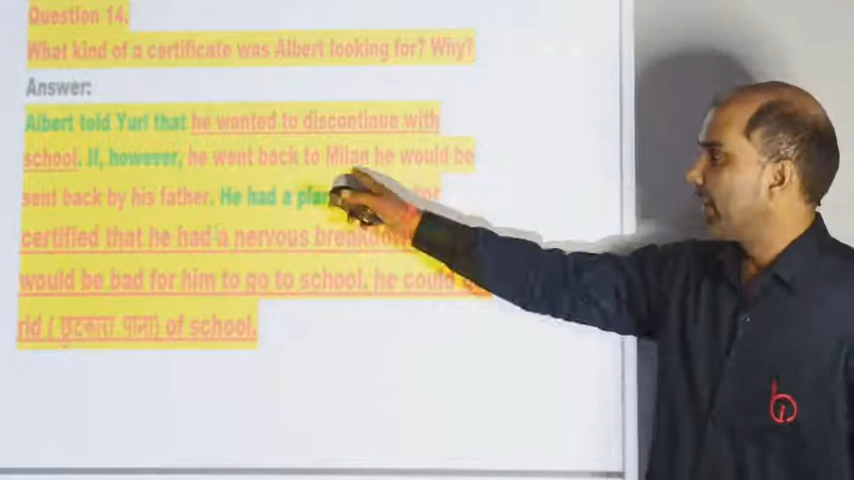 Question 14.
What kind of a certificate was Albert looking for? Why?
Answer:
Albert told Yuri that he wanted to discontinue with
school. If, however, he went back to Milan he would be
sent back by his father. He had a plan
certified that he had a nervous breakdown
would be bad for him to go to school, he could
rid ( छुटकारा पाना) of school.